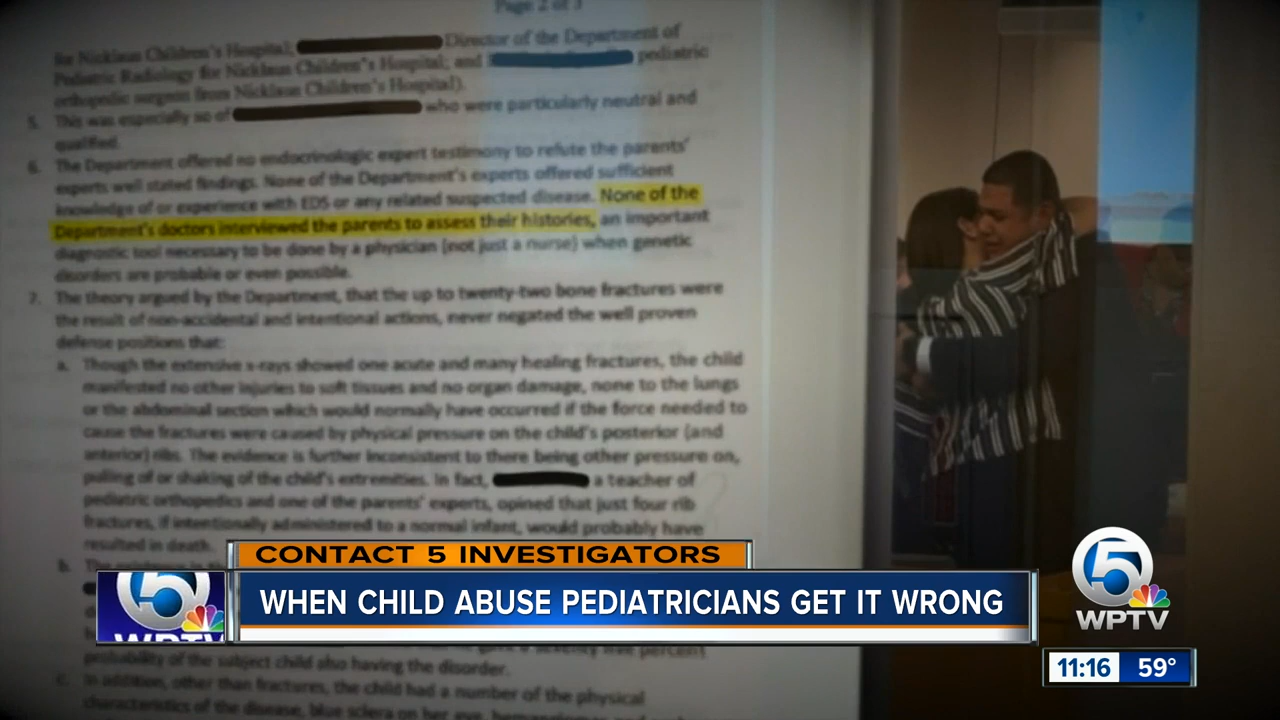 Page 2 of 3
for Nicklaus Children's Hospital; Director of the Department of
Pediatric Radiology for Nicklaus Children's Hospital; and pediatric
orthopedic surgeon from Nicklaus Children's Hospital).
5. This was especially so of who were particularly neutral and
qualified.
6. The Department offered no endocrinologic expert testimony to refute the parents'
experts well stated findings. None of the Department's experts offered sufficient
knowledge of or experience with EDS or any related suspected disease. None of the
Department's doctors interviewed the parents to assess their histories, an important
diagnostic tool necessary to be done by a physician (not just a nurse) when genetic
disorders are probable or even possible.
7. The theory argued by the Department, that the up to twenty-two bone fractures were
the result of non-accidental and intentional actions, never negated the well proven
defense positions that:
a. Though the extensive x-rays showed one acute and many healing fractures, the child
manifested no other injuries to soft tissues and no organ damage, none to the lungs
or the abdominal section which would normally have occurred if the force needed to
cause the fractures were caused by physical pressure on the child's posterior (and
anterior) ribs. The evidence is further inconsistent to there being other pressure on,
pulling of or shaking of the child's extremities. In fact, a teacher of
pediatric orthopedics and one of the parents' experts, opined that just four rib
fractures, if intentionally administered to a normal infant, would probably have
resulted in death.
b.
percent
probability of the subject child also having the disorder.
c. In addition, other than fractures, the child had a number of the physical
characteristics of the disease, blue sclera on her eye,
CONTACT 5 INVESTIGATORS
WHEN CHILD ABUSE PEDIATRICIANS GET IT WRONG
5
WPTV
5
WPTV
11:16 59°